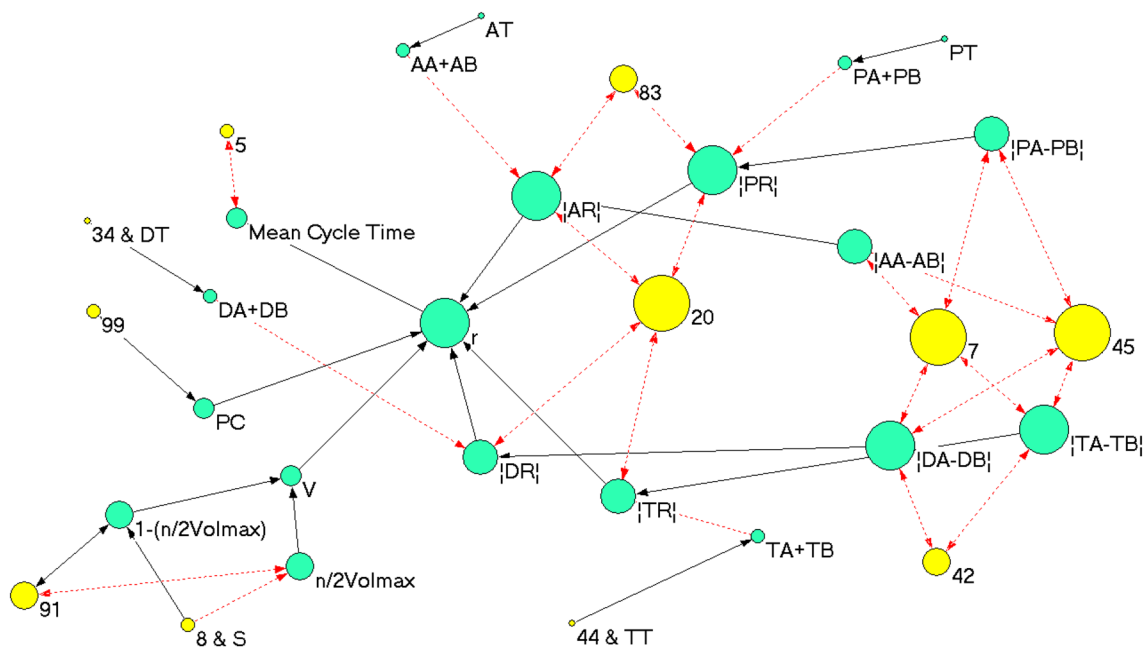 AT
PT
AA+AB
PA+PB
83
5
¦PA-PB¦
¦PR¦
¦AR¦
Mean Cycle Time
34 & DT
¦AA-AB¦
DA+DB
20
99
r
7
45
PC
¦DR¦
¦DA-DB¦
¦TA-TB¦
V
¦TR¦
1-(n/2Volmax)
TA+TB
42
n/2Volmax
91
8 & S
44 & TT